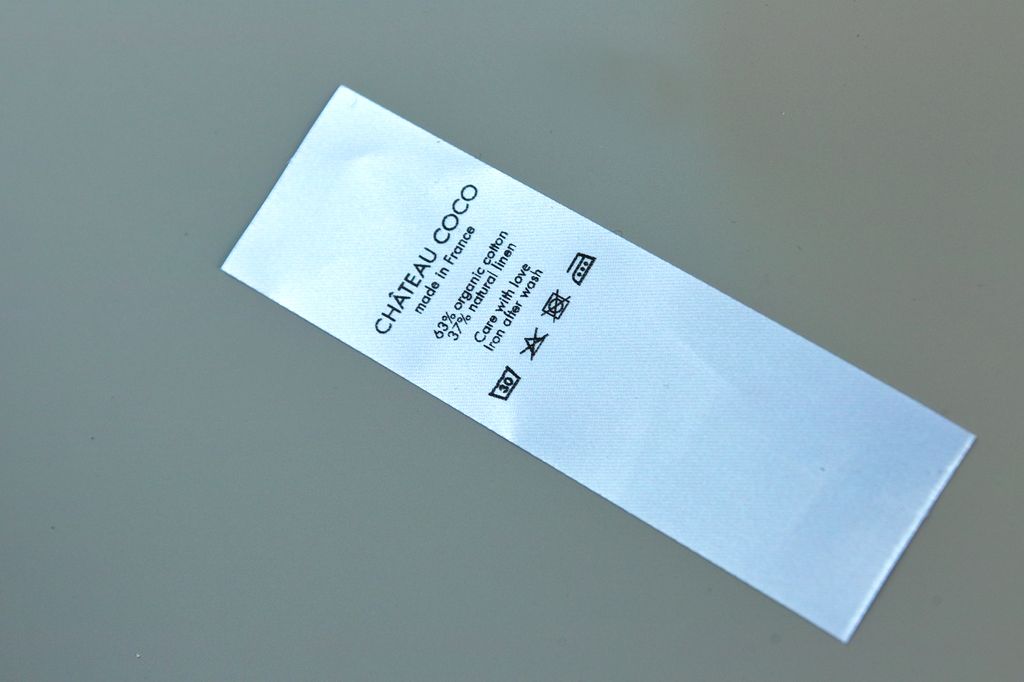 CHÂTEAU COCO
made in France
63% organic cotton
37% natural linen
Care with love
Iron after wash
30